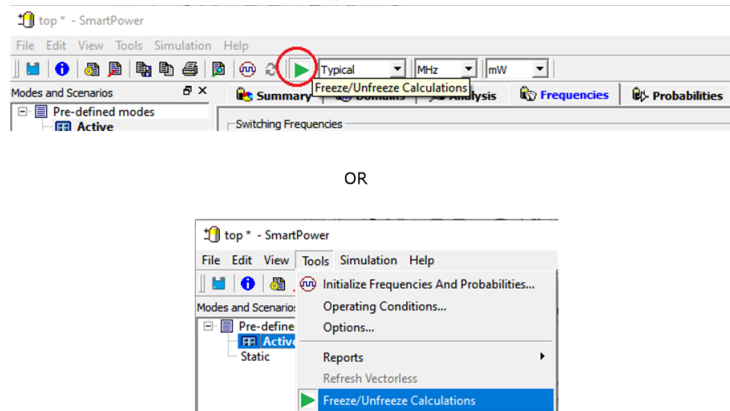 top * - SmartPower
File Edit View Tools Simulation Help
Typical MHz mW
Freeze/Unfreeze Calculations
Modes and Scenarios
Summary Domains Analysis Frequencies Probabilities
Pre-defined modes
Active
Switching Frequencies
OR
top * - SmartPower
File Edit View Tools Simulation Help
Initialize Frequencies And Probabilities...
Modes and Scenarios
Operating Conditions...
Pre-define
Options...
Active
Static
Reports
Refresh Vectorless
Freeze/Unfreeze Calculations